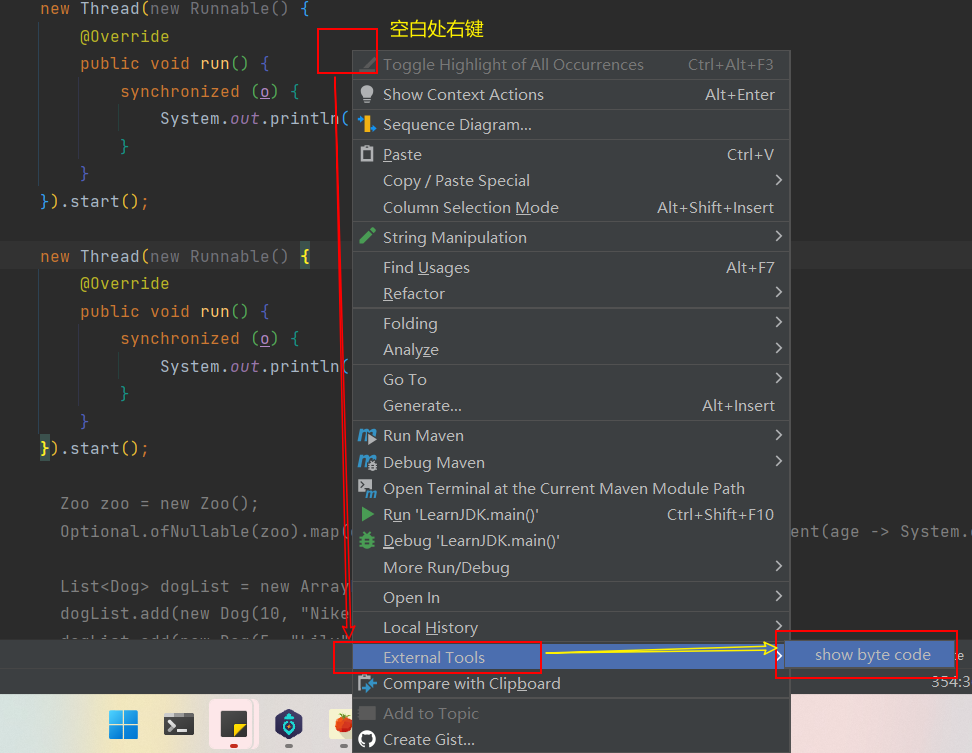 new Thread(new Runnable() {
空白处右键
@Override
public void run() {
synchronized (o) {
System.out.println(
}
}
}).start();
new Thread(new Runnable() {
@Override
public void run() {
synchronized (o) {
System.out.println(
}
}
}).start();
Zoo zoo = new Zoo();
Optional.ofNullable(zoo).map(
ent(age -> System.
List<Dog> dogList = new Array
dogList.add(new Dog(10, "Nike
dogList.add(new Dog(5, "Lily"
Toggle Highlight of All Occurrences Ctrl+Alt+F3
Show Context Actions Alt+Enter
Sequence Diagram...
Paste Ctrl+V
Copy / Paste Special
Column Selection Mode Alt+Shift+Insert
String Manipulation
Find Usages Alt+F7
Refactor
Folding
Analyze
Go To
Generate... Alt+Insert
Run Maven
Debug Maven
Open Terminal at the Current Maven Module Path
Run 'LearnJDK.main()' Ctrl+Shift+F10
Debug 'LearnJDK.main()'
More Run/Debug
Open In
Local History
External Tools
show byte code
354:3
Compare with Clipboard
Add to Topic
Create Gist...